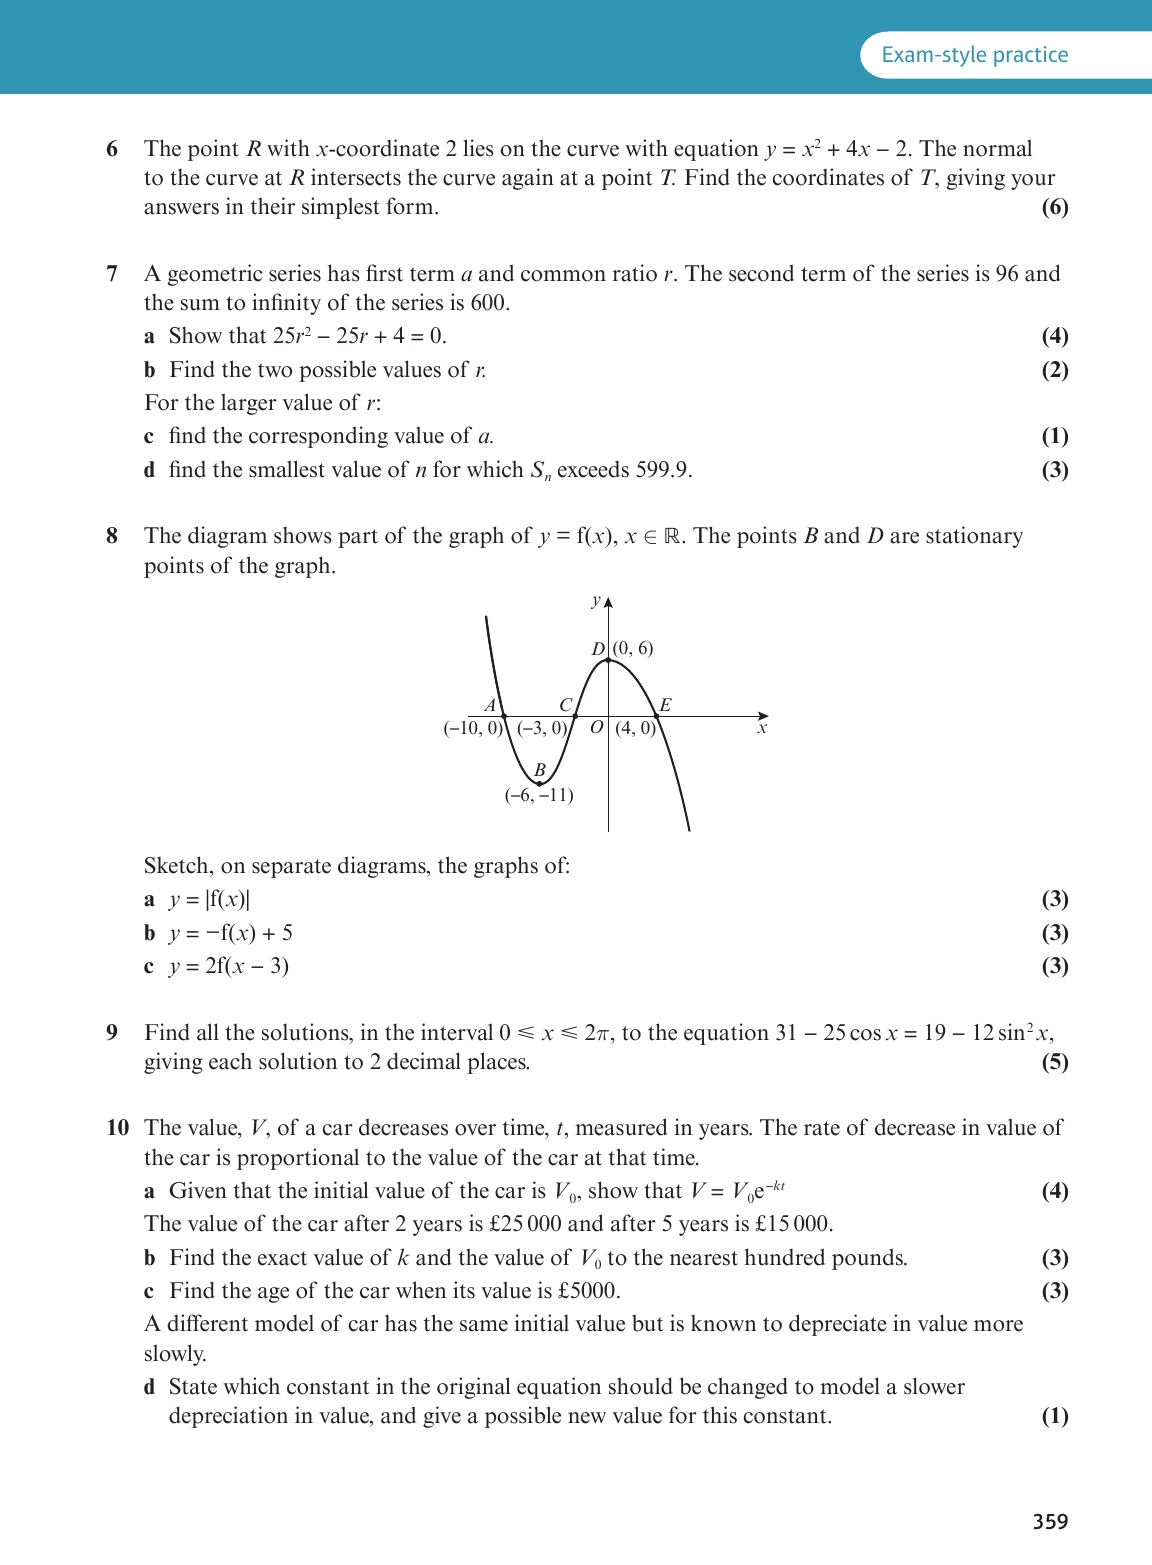 Exam-style practice
6 The point R with x-coordinate 2 lies on the curve with equation y = x² + 4x − 2. The normal
to the curve at R intersects the curve again at a point T. Find the coordinates of T, giving your
answers in their simplest form. (6)
7 A geometric series has first term a and common ratio r. The second term of the series is 96 and
the sum to infinity of the series is 600.
a Show that 25r² − 25r + 4 = 0. (4)
b Find the two possible values of r. (2)
For the larger value of r:
c find the corresponding value of a. (1)
d find the smallest value of n for which Sₙ exceeds 599.9. (3)
8 The diagram shows part of the graph of y = f(x), x ∈ ℝ. The points B and D are stationary
points of the graph.
y
D (0, 6)
A C E
(−10, 0) (−3, 0) O (4, 0) x
B
(−6, −11)
Sketch, on separate diagrams, the graphs of:
a y = |f(x)| (3)
b y = −f(x) + 5 (3)
c y = 2f(x − 3) (3)
9 Find all the solutions, in the interval 0 ⩽ x ⩽ 2π, to the equation 31 − 25 cos x = 19 − 12 sin² x,
giving each solution to 2 decimal places. (5)
10 The value, V, of a car decreases over time, t, measured in years. The rate of decrease in value of
the car is proportional to the value of the car at that time.
a Given that the initial value of the car is V₀, show that V = V₀e⁻ᵏᵗ (4)
The value of the car after 2 years is £25 000 and after 5 years is £15 000.
b Find the exact value of k and the value of V₀ to the nearest hundred pounds. (3)
c Find the age of the car when its value is £5000. (3)
A different model of car has the same initial value but is known to depreciate in value more
slowly.
d State which constant in the original equation should be changed to model a slower
depreciation in value, and give a possible new value for this constant. (1)
359